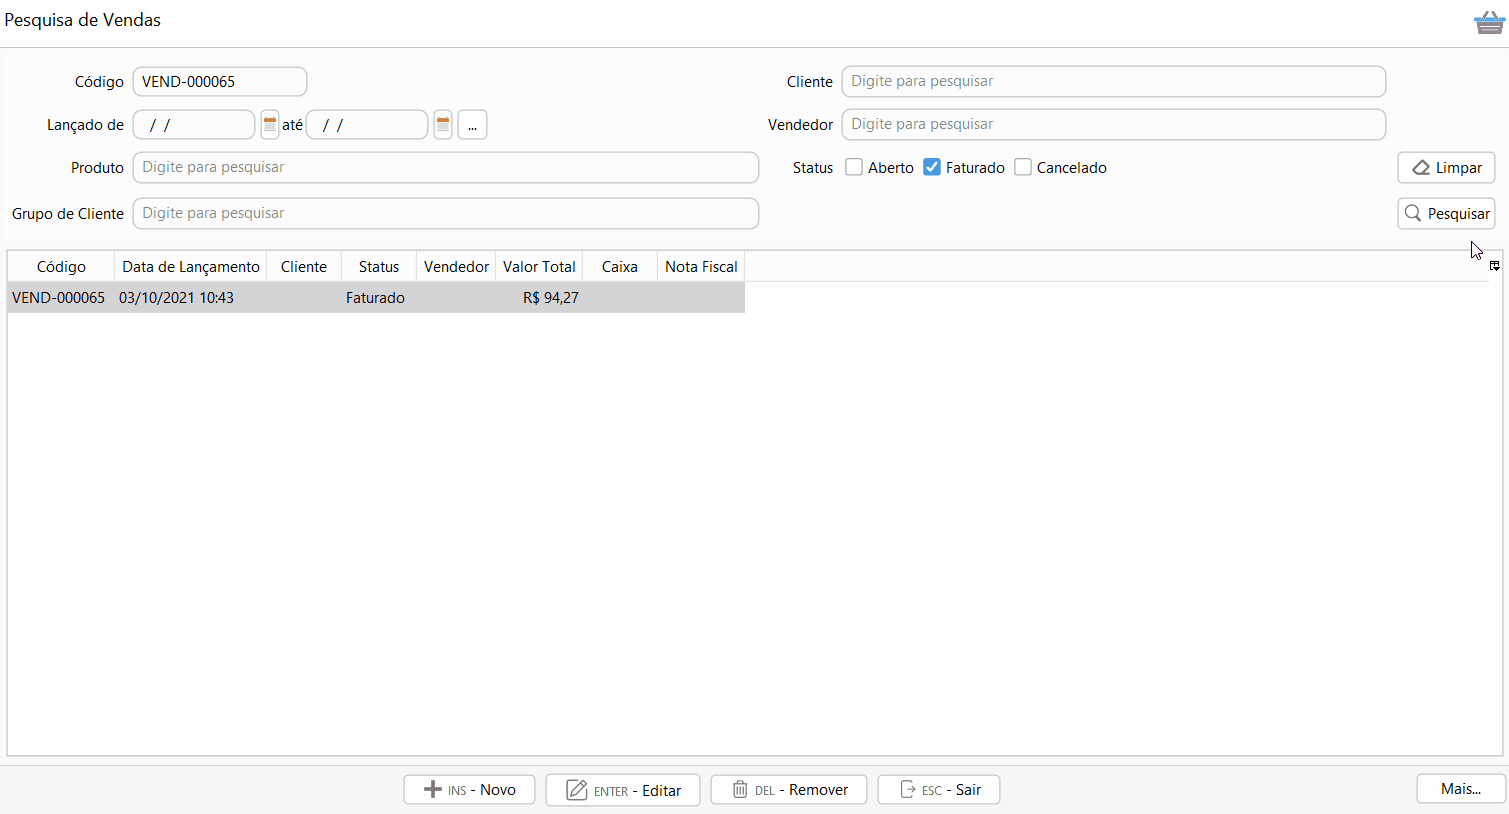 Pesquisa de Vendas
Código VEND-000065 Cliente Digite para pesquisar
Lançado de / / até / / ... Vendedor Digite para pesquisar
Produto Digite para pesquisar Status Aberto Faturado Cancelado Limpar
Grupo de Cliente Digite para pesquisar Pesquisar
Código Data de Lançamento Cliente Status Vendedor Valor Total Caixa Nota Fiscal
VEND-000065 03/10/2021 10:43 Faturado R$ 94,27
INS - Novo ENTER - Editar DEL - Remover ESC - Sair Mais...